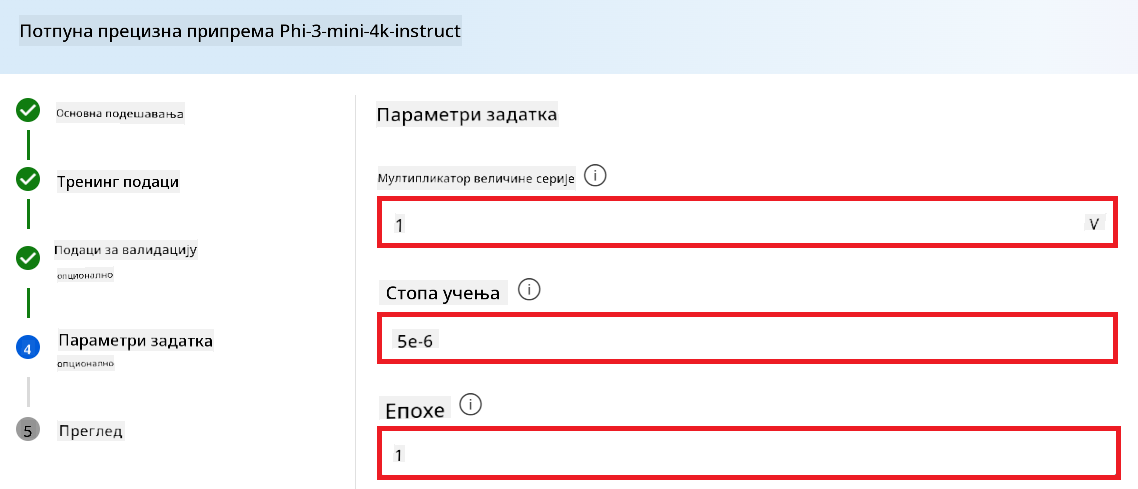 Потпуна прецизна припрема Phi-3-mini-4k-instruct
Основна подешавања
Тренинг подаци
Подаци за валидацију
опционално
4
Параметри задатка
опционално
5
Преглед
Параметри задатка
Мултипликатор величине серије
1
V
Стопа учења
5e-6
Епохе
1